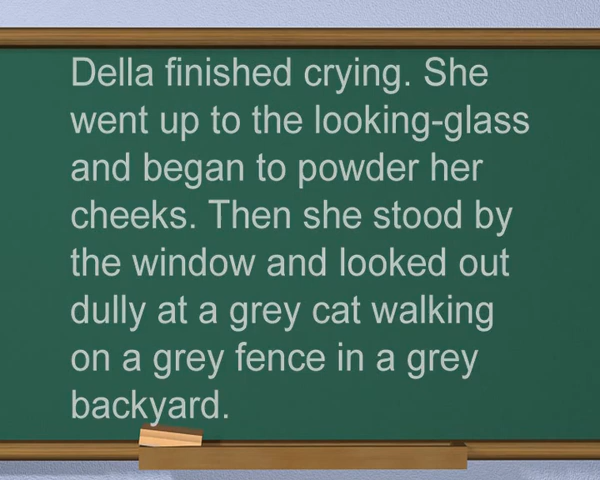 Della finished crying. She
went up to the looking-glass
and began to powder her
cheeks. Then she stood by
the window and looked out
dully at a grey cat walking
on a grey fence in a grey
backyard.